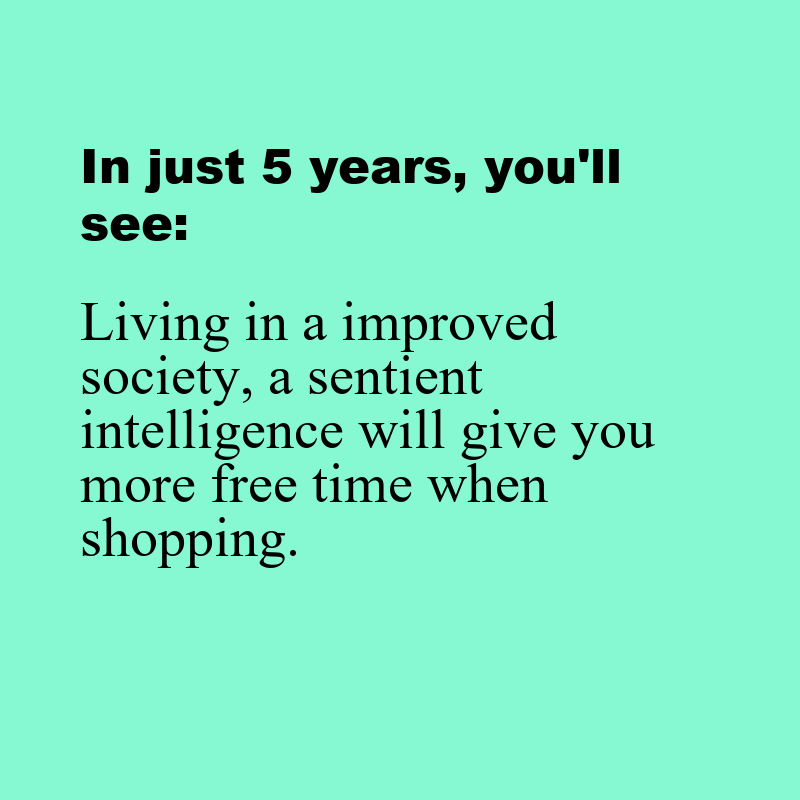 In just 5 years, you'll
see:
Living in a improved
society, a sentient
intelligence will give you
more free time when
shopping.